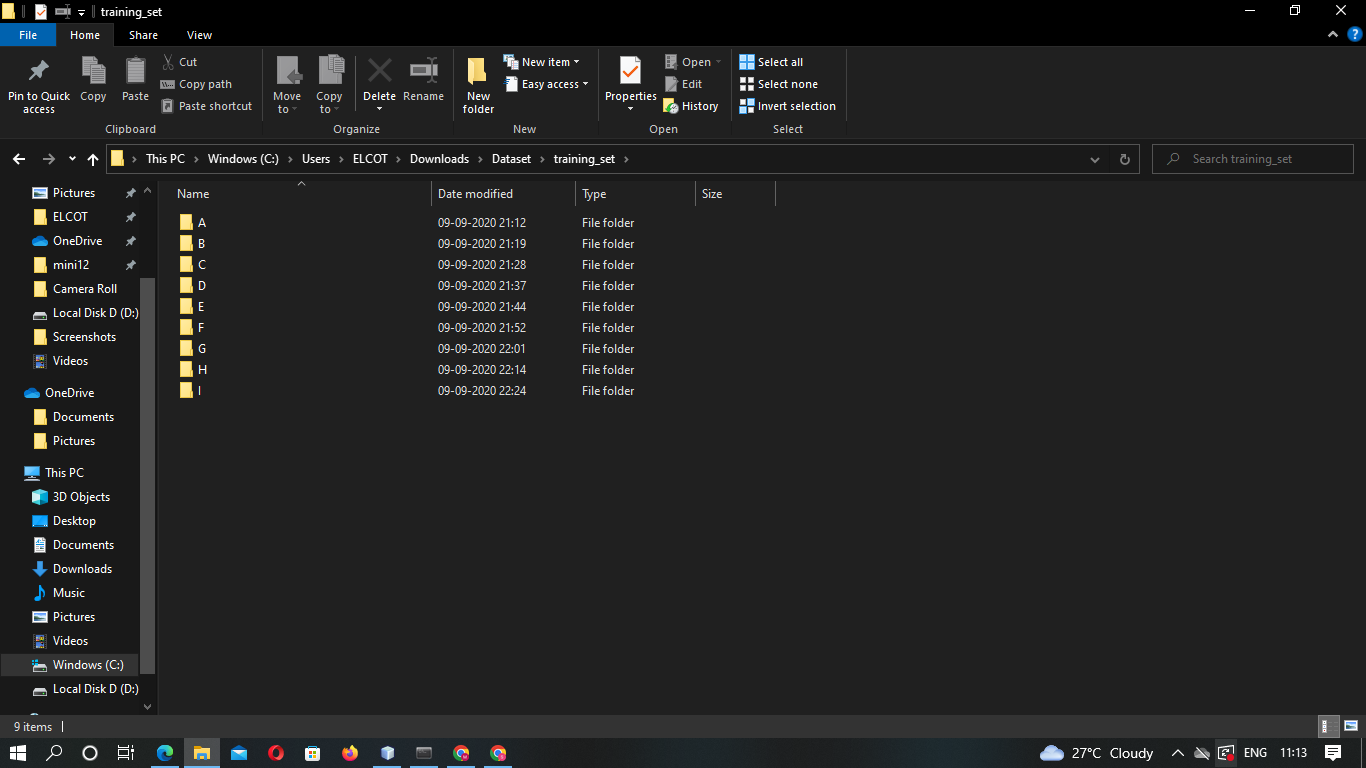 training_set
File Home Share View
Pin to Quick access
Copy
Paste
Cut
Copy path
Paste shortcut
Clipboard
Move to
Copy to
Delete
Rename
Organize
New folder
New item
Easy access
New
Properties
Open
Edit
History
Open
Select all
Select none
Invert selection
Select
This PC > Windows (C:) > Users > ELCOT > Downloads > Dataset > training_set >
Search training_set
Pictures
ELCOT
OneDrive
mini12
Camera Roll
Local Disk D (D:)
Screenshots
Videos
OneDrive
Documents
Pictures
This PC
3D Objects
Desktop
Documents
Downloads
Music
Pictures
Videos
Windows (C:)
Local Disk D (D:)
Name Date modified Type Size
A 09-09-2020 21:12 File folder
B 09-09-2020 21:19 File folder
C 09-09-2020 21:28 File folder
D 09-09-2020 21:37 File folder
E 09-09-2020 21:44 File folder
F 09-09-2020 21:52 File folder
G 09-09-2020 22:01 File folder
H 09-09-2020 22:14 File folder
I 09-09-2020 22:24 File folder
9 items
27°C Cloudy ENG 11:13